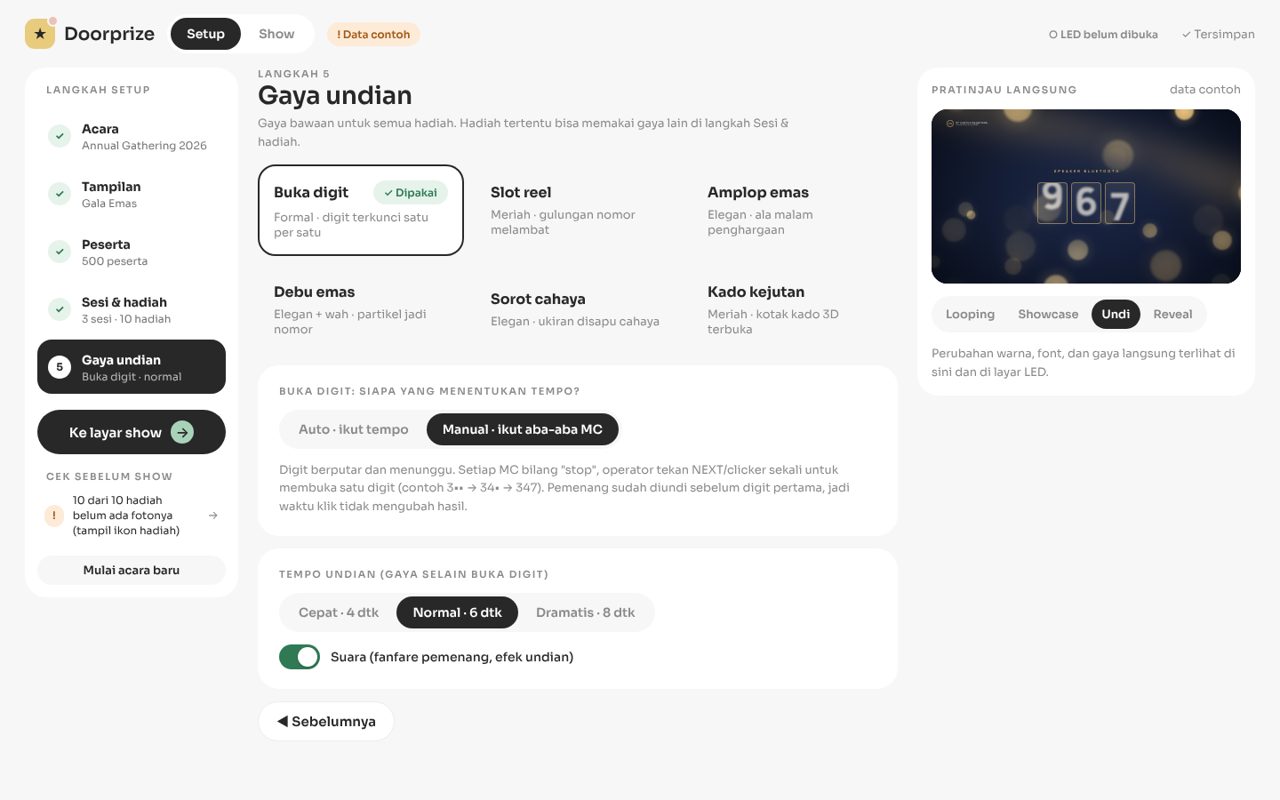 ★ Doorprize
Setup
Show
! Data contoh
LED belum dibuka
✓ Tersimpan
LANGKAH SETUP
Acara
Annual Gathering 2026
Tampilan
Gala Emas
Peserta
500 peserta
Sesi & hadiah
3 sesi · 10 hadiah
5
Gaya undian
Buka digit · normal
Ke layar show →
CEK SEBELUM SHOW
!
10 dari 10 hadiah
belum ada fotonya
(tampil ikon hadiah)
→
Mulai acara baru
LANGKAH 5
Gaya undian
Gaya bawaan untuk semua hadiah. Hadiah tertentu bisa memakai gaya lain di langkah Sesi &
hadiah.
Buka digit
✓ Dipakai
Formal · digit terkunci satu
per satu
Slot reel
Meriah · gulungan nomor
melambat
Amplop emas
Elegan · ala malam
penghargaan
Debu emas
Elegan + wah · partikel jadi
nomor
Sorot cahaya
Elegan · ukiran disapu cahaya
Kado kejutan
Meriah · kotak kado 3D
terbuka
BUKA DIGIT: SIAPA YANG MENENTUKAN TEMPO?
Auto · ikut tempo
Manual · ikut aba-aba MC
Digit berputar dan menunggu. Setiap MC bilang "stop", operator tekan NEXT/clicker sekali untuk
membuka satu digit (contoh 3•• → 34• → 347). Pemenang sudah diundi sebelum digit pertama, jadi
waktu klik tidak mengubah hasil.
TEMPO UNDIAN (GAYA SELAIN BUKA DIGIT)
Cepat · 4 dtk
Normal · 6 dtk
Dramatis · 8 dtk
Suara (fanfare pemenang, efek undian)
◀ Sebelumnya
PRATINJAU LANGSUNG
data contoh
SPEAKER BLUETOOTH
967
Looping
Showcase
Undi
Reveal
Perubahan warna, font, dan gaya langsung terlihat di
sini dan di layar LED.